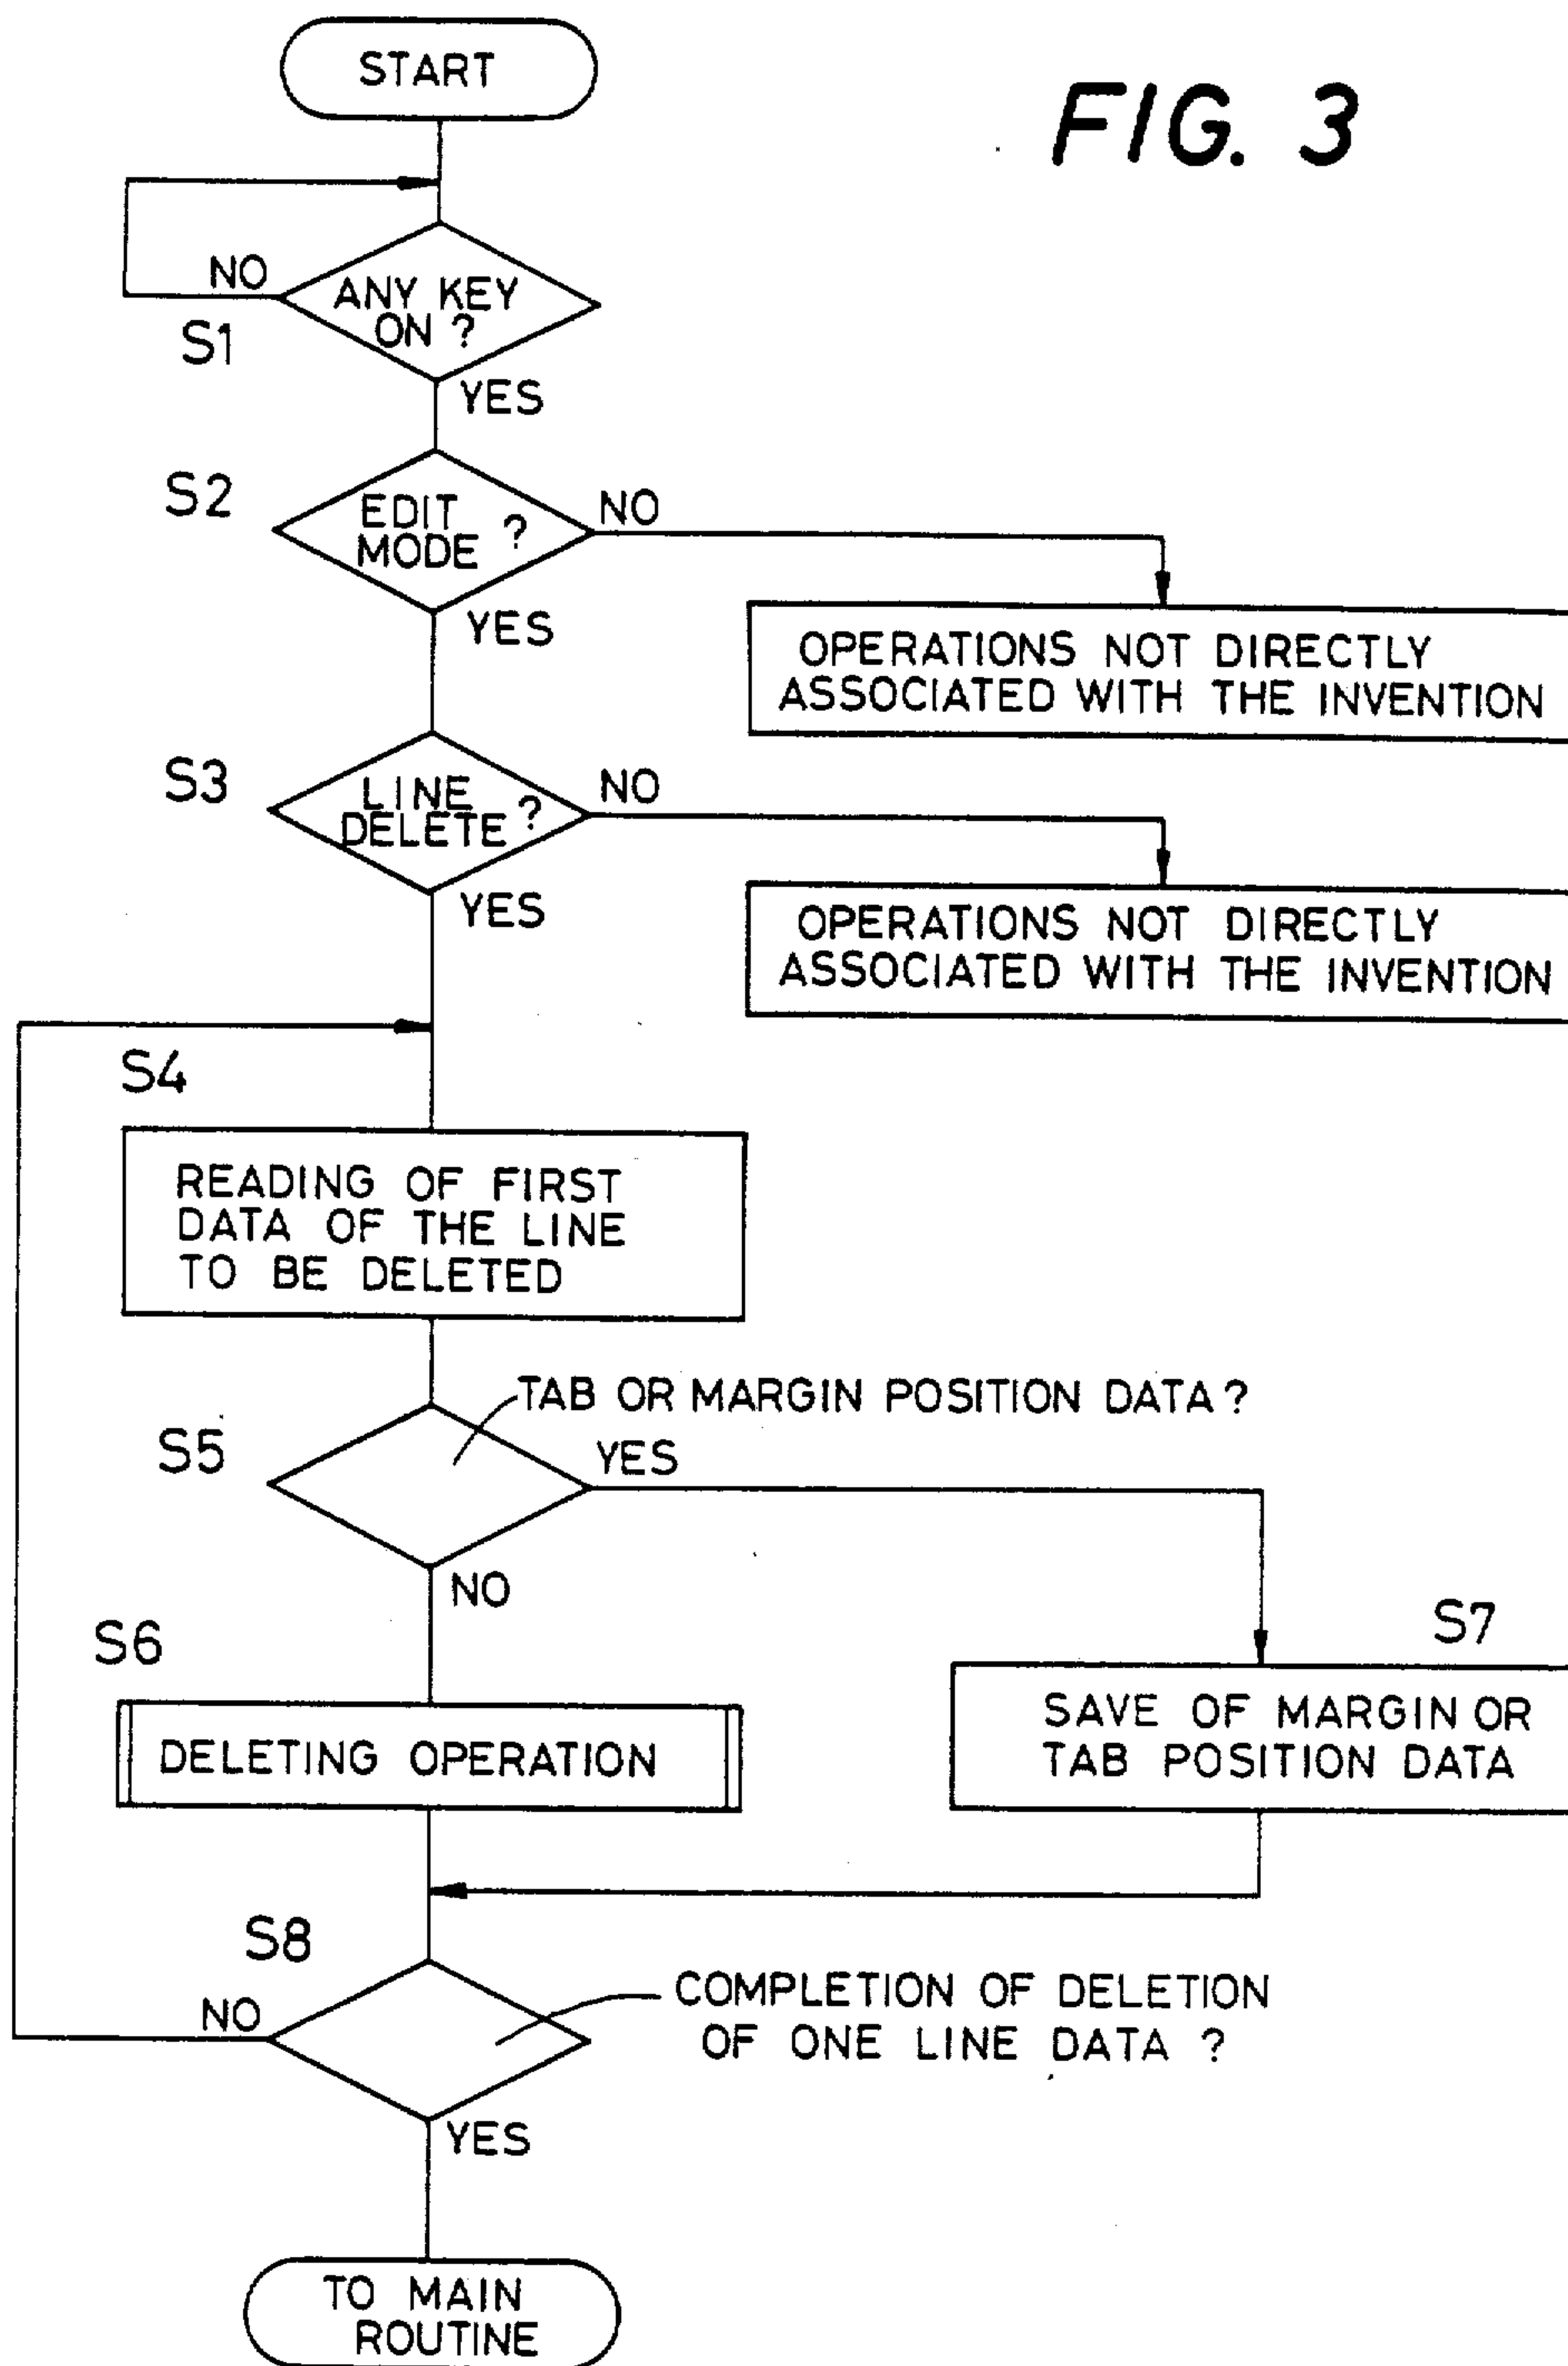 START
FIG. 3
NO
ANY KEY
ON ?
S1
YES
S2
EDIT
MODE ?
NO
YES
OPERATIONS NOT DIRECTLY
ASSOCIATED WITH THE INVENTION
S3
LINE
DELETE ?
NO
YES
OPERATIONS NOT DIRECTLY
ASSOCIATED WITH THE INVENTION
S4
READING OF FIRST
DATA OF THE LINE
TO BE DELETED
TAB OR MARGIN POSITION DATA ?
S5
YES
NO
S6
DELETING OPERATION
S7
SAVE OF MARGIN OR
TAB POSITION DATA
S8
NO
COMPLETION OF DELETION
OF ONE LINE DATA ?
YES
TO MAIN
ROUTINE